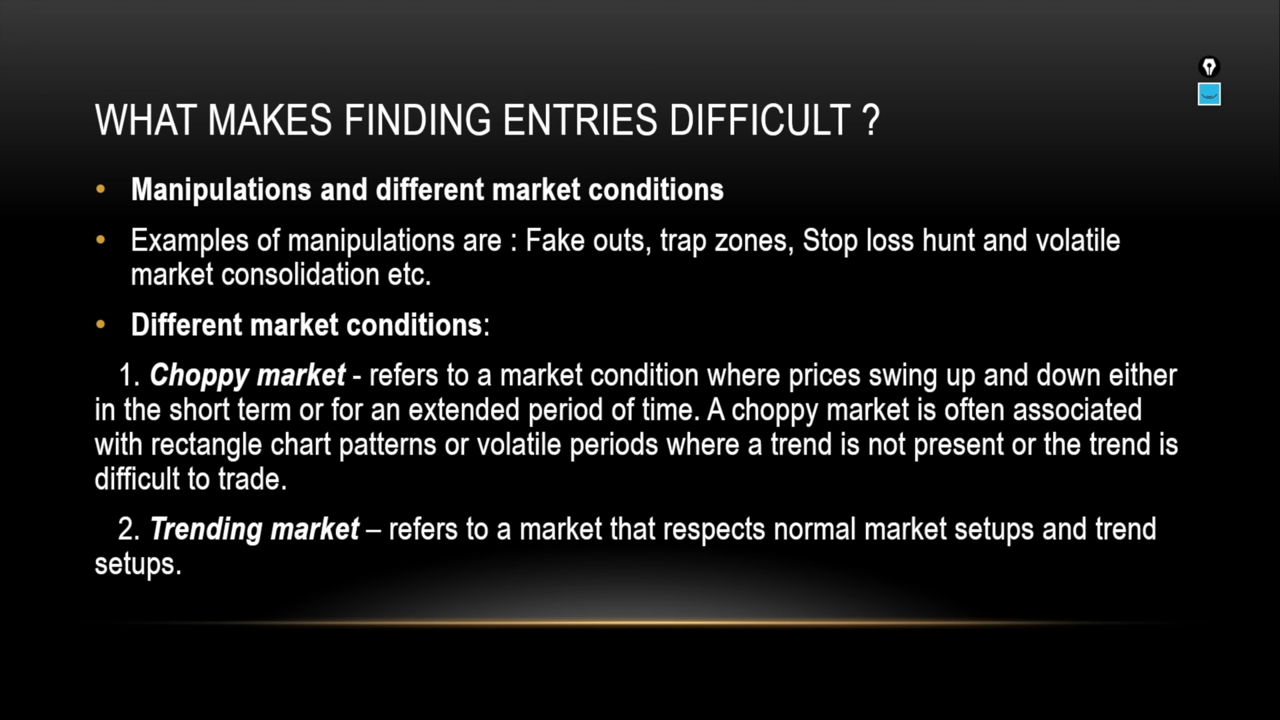 WHAT MAKES FINDING ENTRIES DIFFICULT ?
• Manipulations and different market conditions
• Examples of manipulations are : Fake outs, trap zones, Stop loss hunt and volatile
market consolidation etc.
• Different market conditions:
1. Choppy market - refers to a market condition where prices swing up and down either
in the short term or for an extended period of time. A choppy market is often associated
with rectangle chart patterns or volatile periods where a trend is not present or the trend is
difficult to trade.
2. Trending market – refers to a market that respects normal market setups and trend
setups.